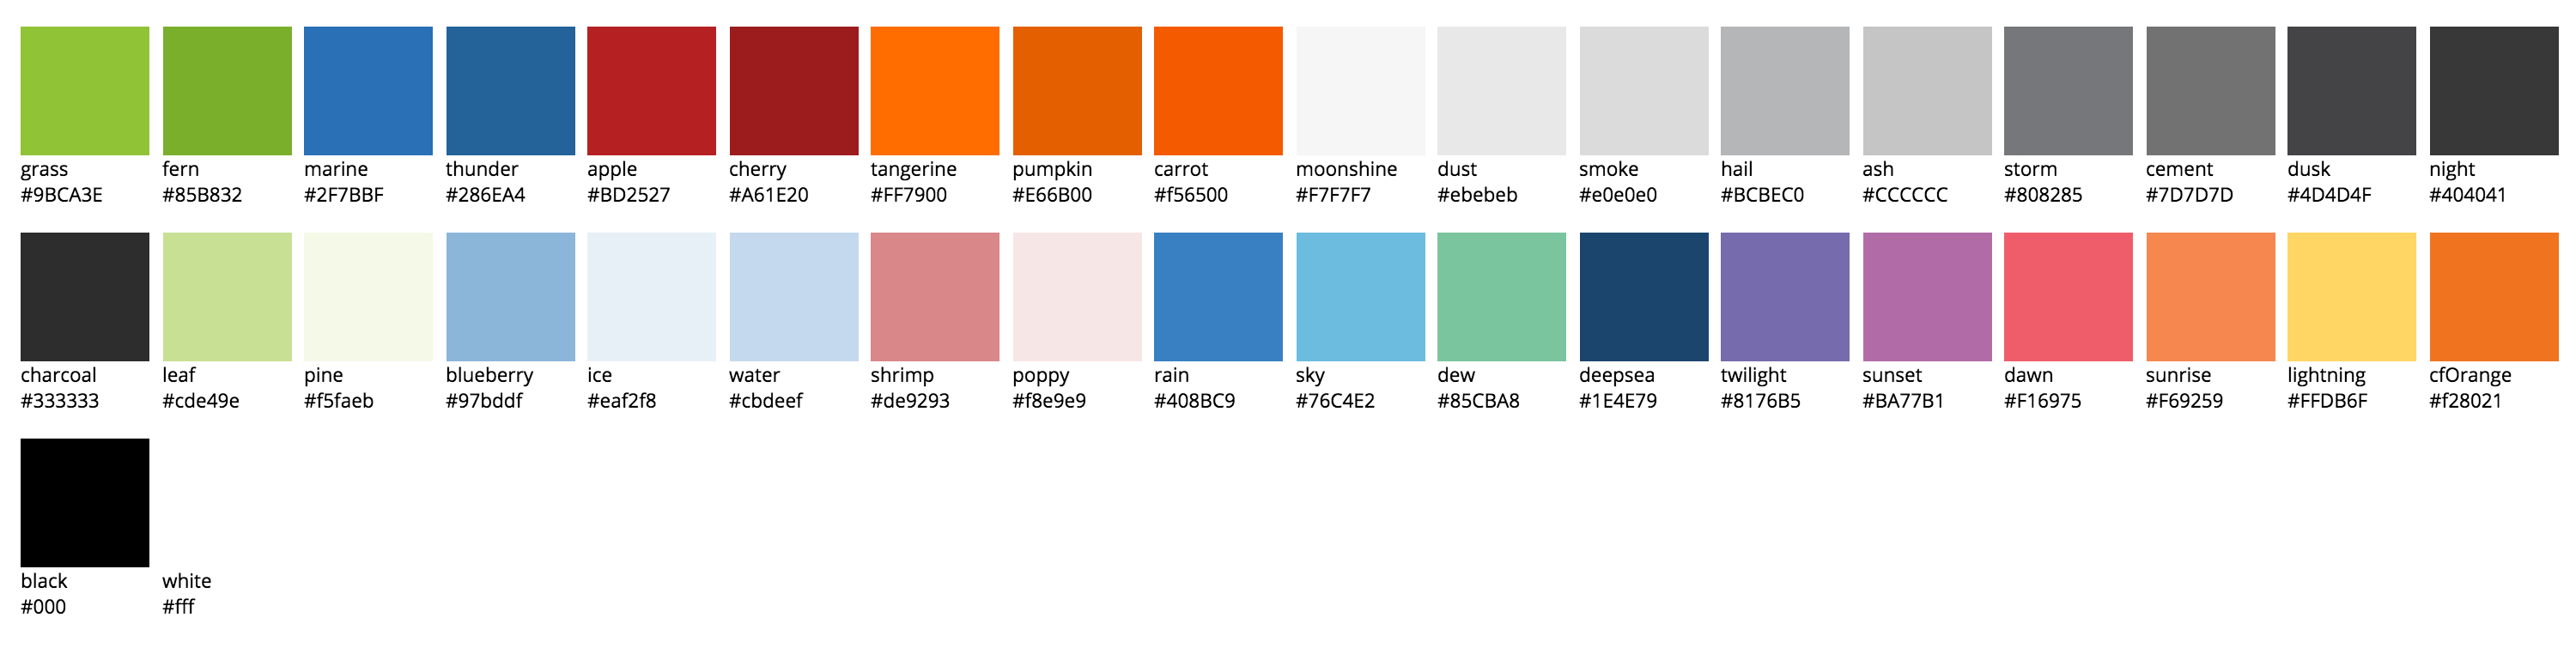 grass fern marine thunder apple cherry tangerine pumpkin carrot moonshine dust smoke hail ash storm cement dusk night
#9BCA3E #85B832 #2F7BBF #286EA4 #BD2527 #A61E20 #FF7900 #E66B00 #f56500 #F7F7F7 #ebebeb #e0e0e0 #BCBEC0 #CCCCCC #808285 #7D7D7D #4D4D4F #404041
charcoal leaf pine blueberry ice water shrimp poppy rain sky dew deepsea twilight sunset dawn sunrise lightning cfOrange
#333333 #cde49e #f5faeb #97bddf #eaf2f8 #cbdeef #de9293 #f8e9e9 #408BC9 #76C4E2 #85CBA8 #1E4E79 #8176B5 #BA77B1 #F16975 #F69259 #FFDB6F #f28021
black white
#000 #fff